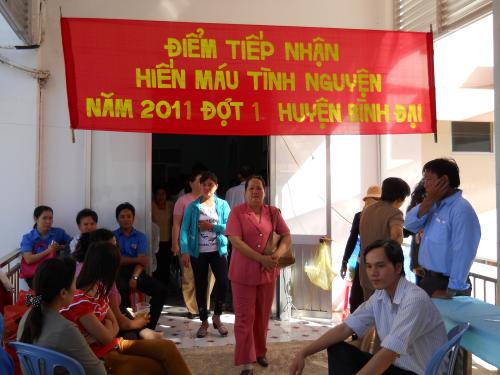 ĐIỂM TIẾP NHẬN
HIẾN MÁU TÌNH NGUYỆN
NĂM 2011 ĐỢT 1 HUYỆN BÌNH ĐẠI